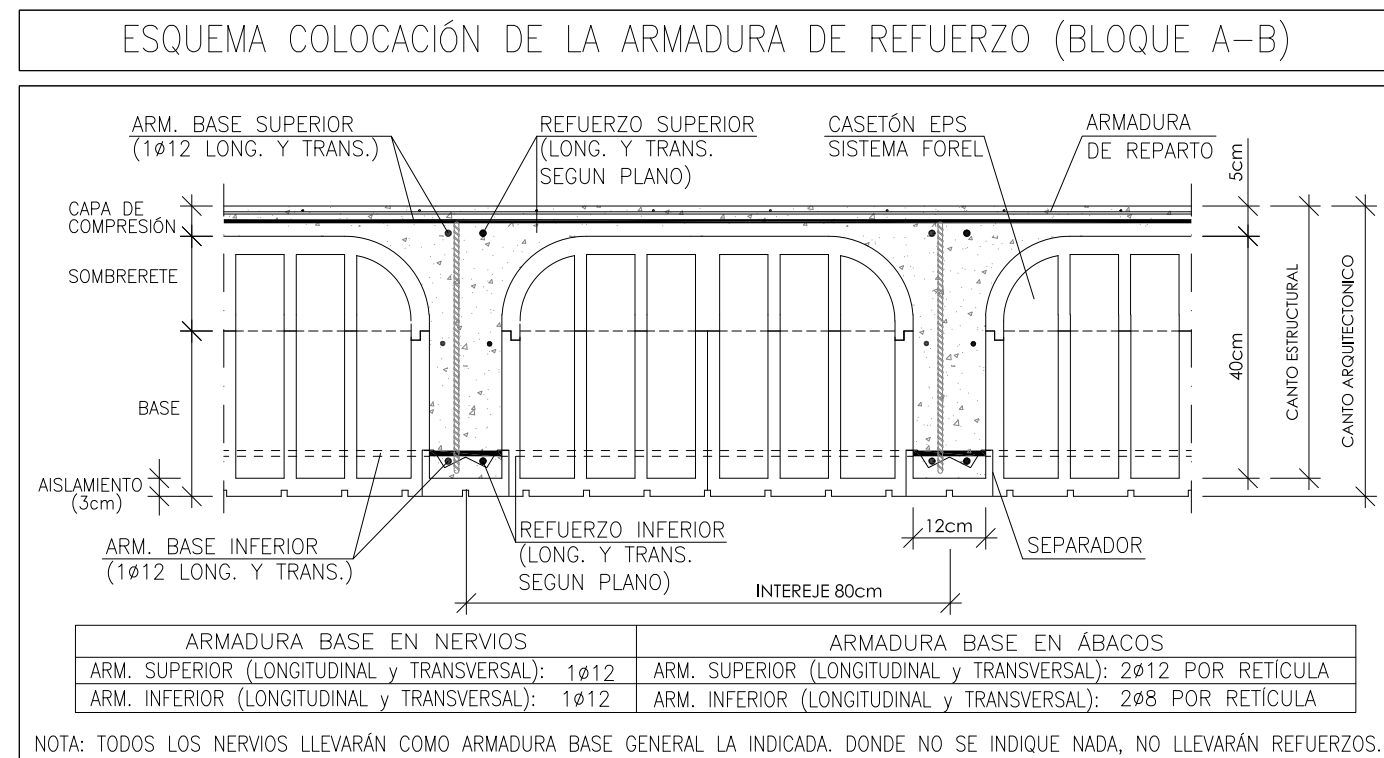 ESQUEMA COLOCACIÓN DE LA ARMADURA DE REFUERZO (BLOQUE A-B)
ARM. BASE SUPERIOR
(1ø12 LONG. Y TRANS.)
REFUERZO SUPERIOR
(LONG. Y TRANS.
SEGUN PLANO)
CASETÓN EPS
SISTEMA FOREL
ARMADURA
DE REPARTO
5cm
CAPA DE
COMPRESIÓN
SOMBRERETE
BASE
AISLAMIENTO
(3cm)
40cm
CANTO ESTRUCTURAL
CANTO ARQUITECTONICO
ARM. BASE INFERIOR
(1ø12 LONG. Y TRANS.)
REFUERZO INFERIOR
(LONG. Y TRANS.
SEGUN PLANO)
12cm
SEPARADOR
INTEREJE 80cm
ARMADURA BASE EN NERVIOS
ARM. SUPERIOR (LONGITUDINAL y TRANSVERSAL): 1ø12
ARM. INFERIOR (LONGITUDINAL y TRANSVERSAL): 1ø12
ARMADURA BASE EN ÁBACOS
ARM. SUPERIOR (LONGITUDINAL y TRANSVERSAL): 2ø12 POR RETÍCULA
ARM. INFERIOR (LONGITUDINAL y TRANSVERSAL): 2ø8 POR RETÍCULA
NOTA: TODOS LOS NERVIOS LLEVARÁN COMO ARMADURA BASE GENERAL LA INDICADA. DONDE NO SE INDIQUE NADA, NO LLEVARÁN REFUERZOS.